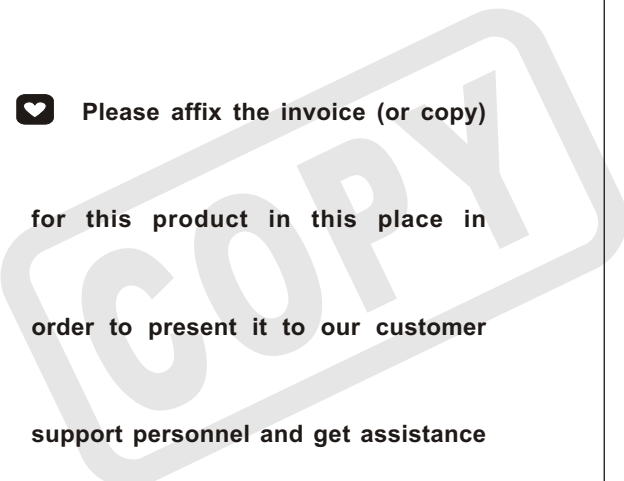 Please affix the invoice (or copy)
for this product in this place in
order to present it to our customer
support personnel and get assistance
COPY